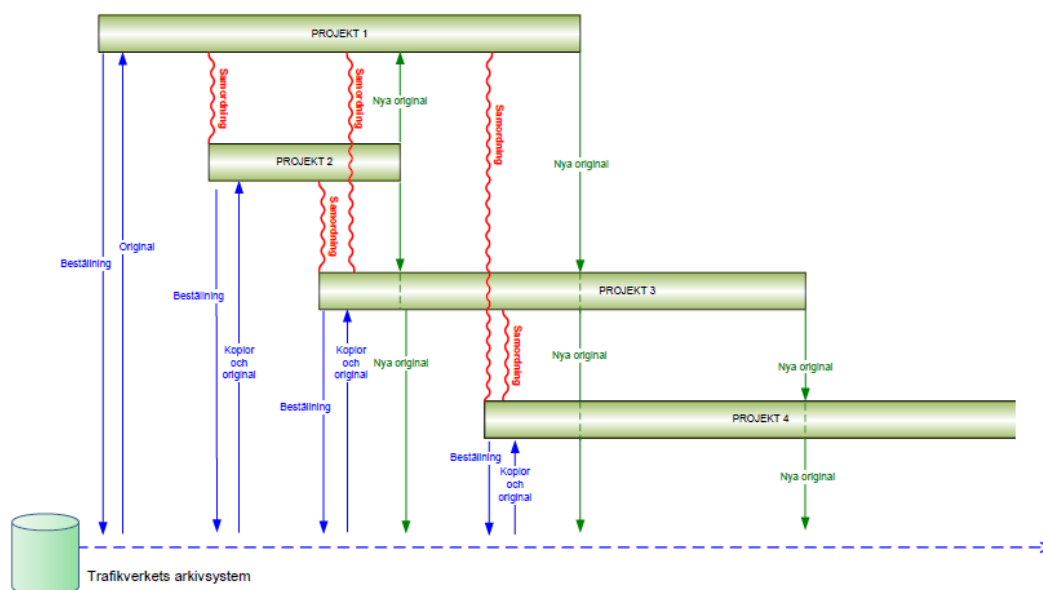 PROJEKT 1
Samordning
Samordning
Nya original
Samordning
PROJEKT 2
Nya original
Original
Beställning
Samordning
Beställning
PROJEKT 3
Kopior
och
original
Kopior
och
original
Nya original
Samordning
Nya original
Nya original
Beställning
PROJEKT 4
Beställning
Kopior
och
original
Nya original
Trafikverkets arkivsystem